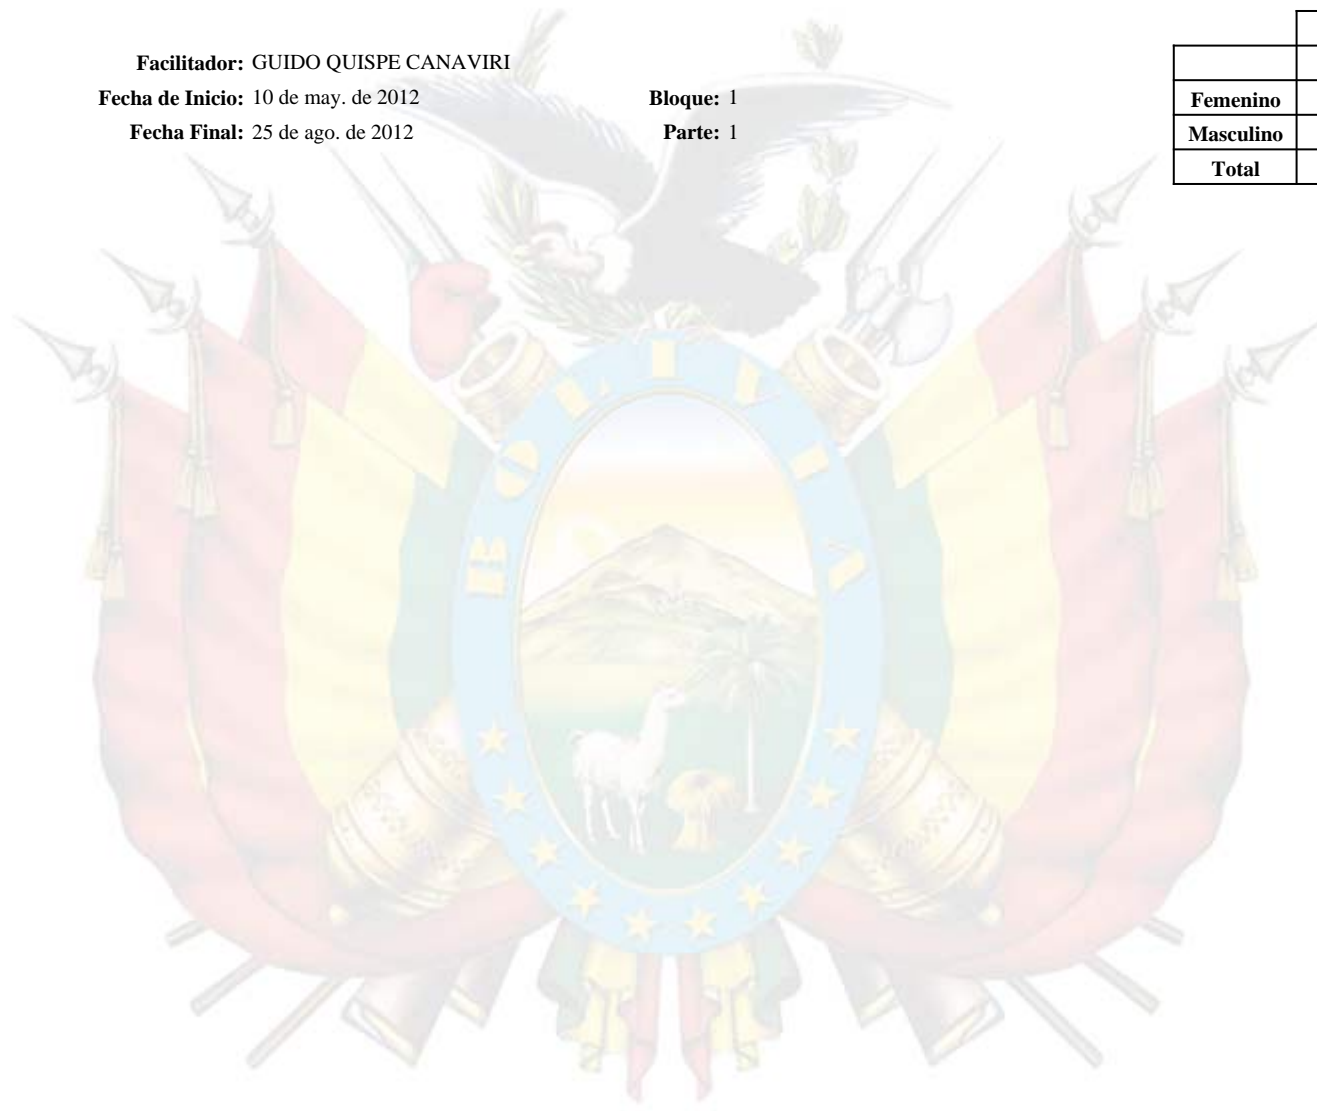 Facilitador: GUIDO QUISPE CANAVIRI
Fecha de Inicio: 10 de may. de 2012 Bloque: 1
Fecha Final: 25 de ago. de 2012 Parte: 1
Femenino
Masculino
Total
BOLIVIA